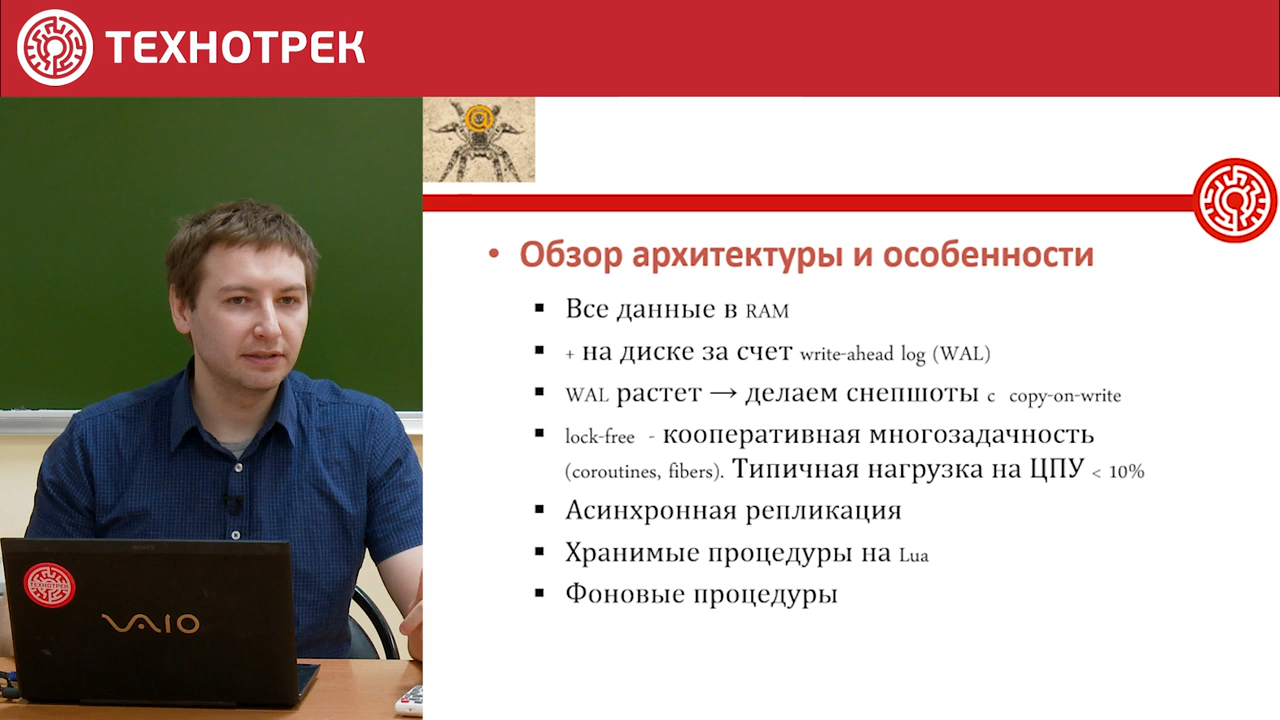 ТЕХНОТРЕК
@
• Обзор архитектуры и особенности
▪ Все данные в RAM
▪ + на диске за счет write-ahead log (WAL)
▪ WAL растет → делаем снепшоты с copy-on-write
▪ lock-free - кооперативная многозадачность
(coroutines, fibers). Типичная нагрузка на ЦПУ < 10%
▪ Асинхронная репликация
▪ Хранимые процедуры на Lua
▪ Фоновые процедуры
SONY
ТЕХНОТРЕК
VAIO